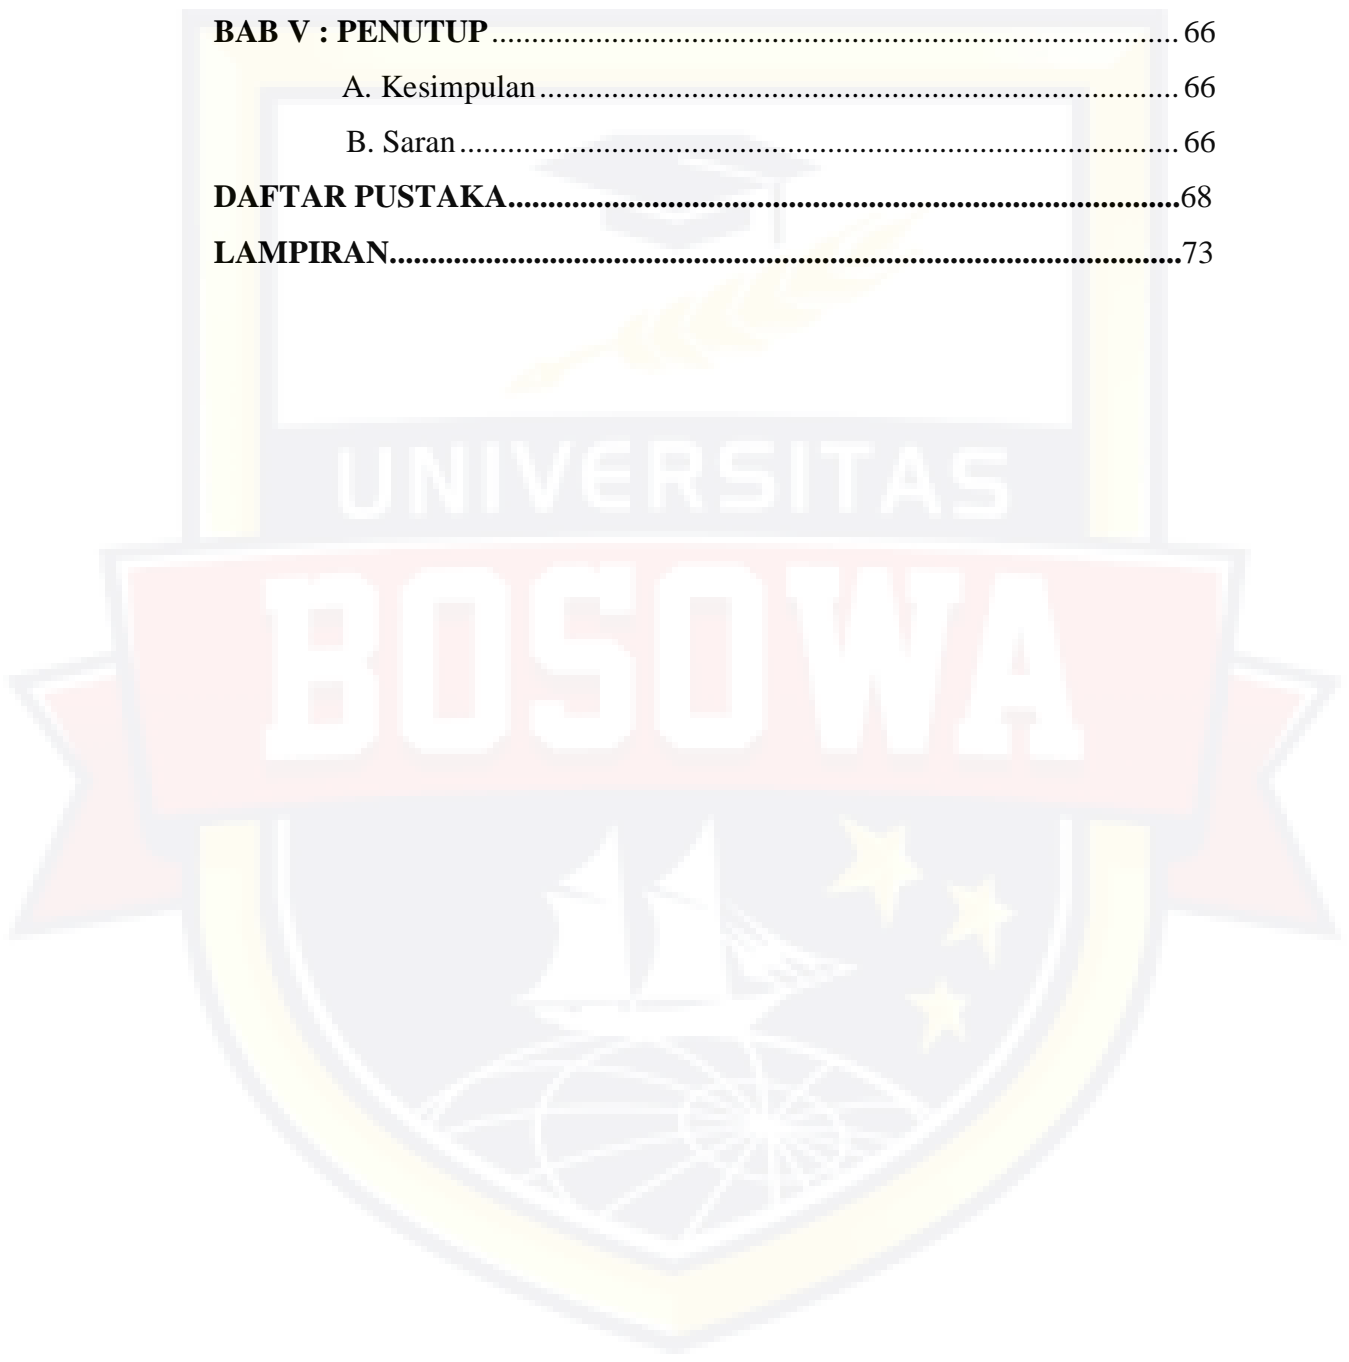 BAB V : PENUTUP..................................................................................... 66
A. Kesimpulan............................................................................... 66
B. Saran......................................................................................... 66
DAFTAR PUSTAKA...................................................................................68
LAMPIRAN..................................................................................................73
UNIVERSITAS
BOSOWA